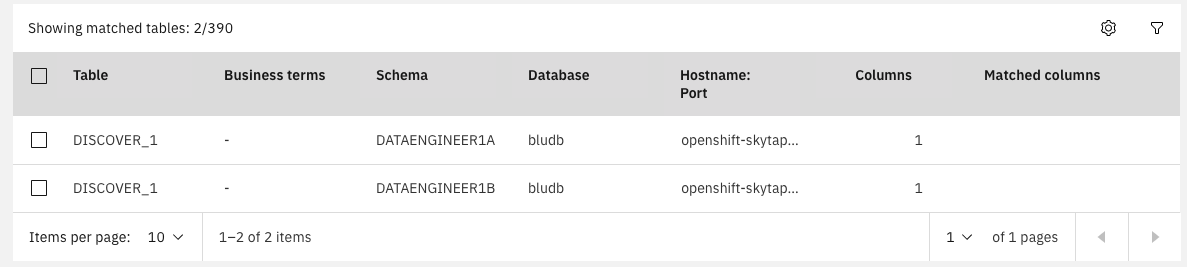 Showing matched tables: 2/390
Table Business terms Schema Database Hostname: Columns Matched columns
Port
DISCOVER_1 - DATAENGINEER1A bludb openshift-skytap... 1
DISCOVER_1 - DATAENGINEER1B bludb openshift-skytap... 1
Items per page: 10 1–2 of 2 items 1 of 1 pages